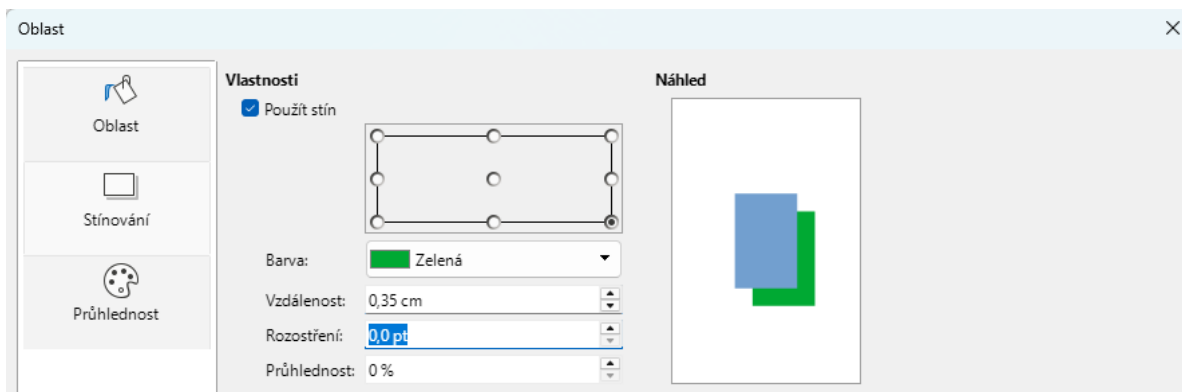 Oblast
Oblast
Stínování
Průhlednost
Vlastnosti
Použít stín
Barva: Zelená
Vzdálenost: 0,35 cm
Rozostření: 0,0 pt
Průhlednost: 0 %
Náhled